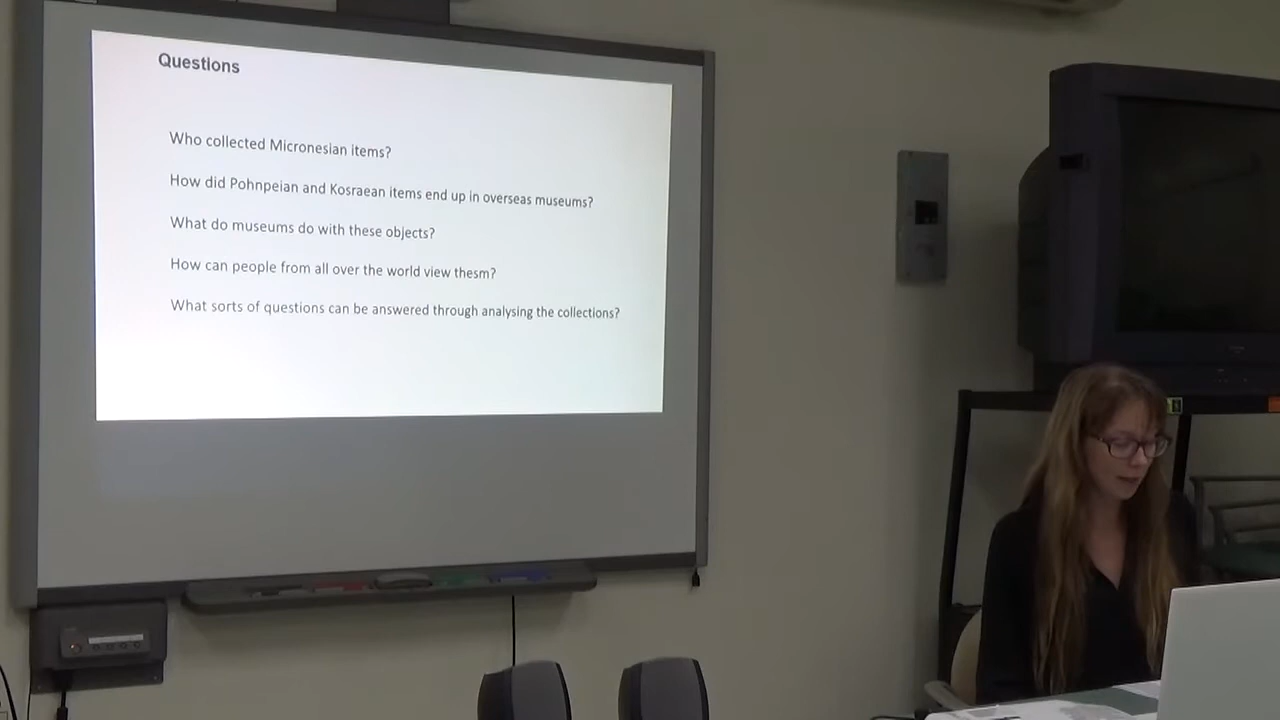 Questions
Who collected Micronesian items?
How did Pohnpeian and Kosraean items end up in overseas museums?
What do museums do with these objects?
How can people from all over the world view thesm?
What sorts of questions can be answered through analysing the collections?